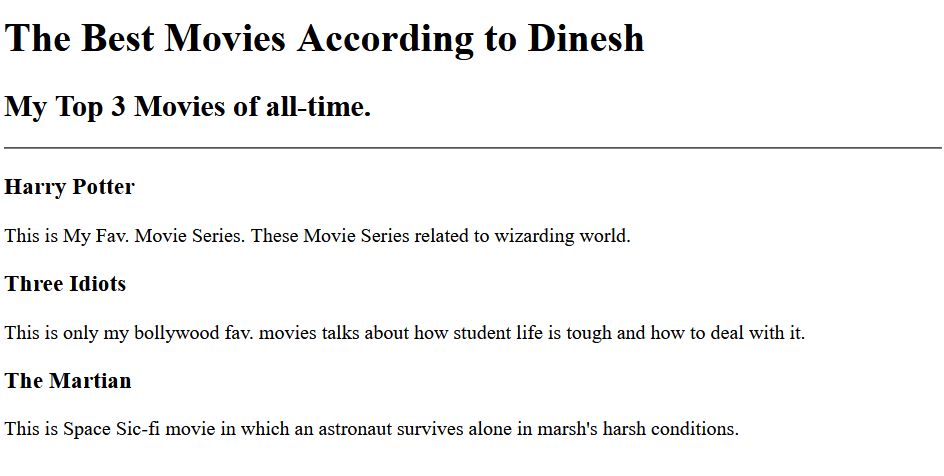 The Best Movies According to Dinesh
My Top 3 Movies of all-time.
Harry Potter
This is My Fav. Movie Series. These Movie Series related to wizarding world.
Three Idiots
This is only my bollywood fav. movies talks about how student life is tough and how to deal with it.
The Martian
This is Space Sic-fi movie in which an astronaut survives alone in marsh's harsh conditions.